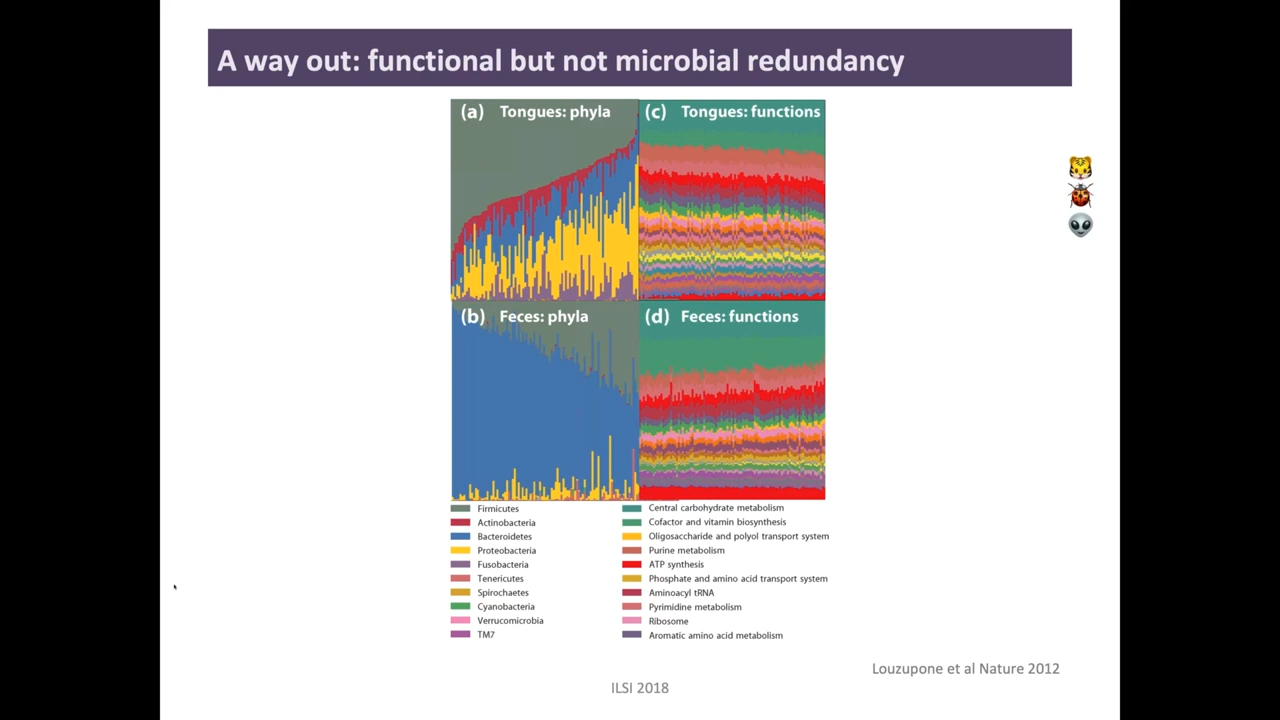 A way out: functional but not microbial redundancy
(a) Tongues: phyla
(c) Tongues: functions
(b) Feces: phyla
(d) Feces: functions
Firmicutes
Actinobacteria
Bacteroidetes
Proteobacteria
Fusobacteria
Tenericutes
Spirochaetes
Cyanobacteria
Verrucomicrobia
TM7
Central carbohydrate metabolism
Cofactor and vitamin biosynthesis
Oligosaccharide and polyol transport system
Purine metabolism
ATP synthesis
Phosphate and amino acid transport system
Aminoacyl tRNA
Pyrimidine metabolism
Ribosome
Aromatic amino acid metabolism
Louzupone et al Nature 2012
ILSI 2018